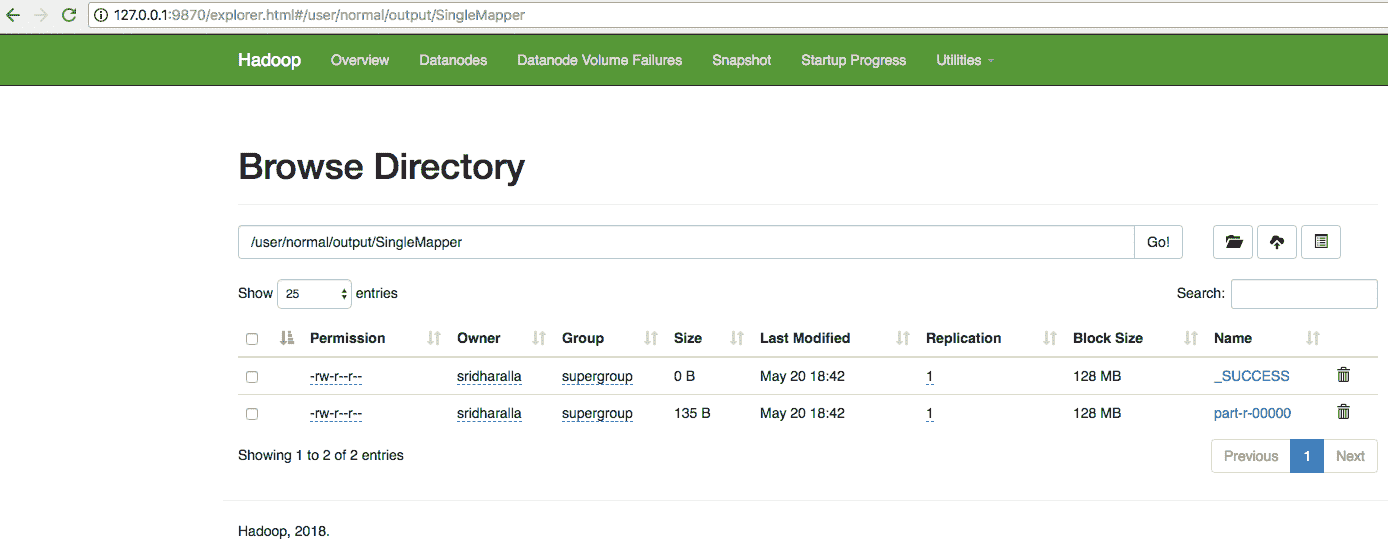 127.0.0.1:9870/explorer.html#/user/normal/output/SingleMapper
Hadoop Overview Datanodes Datanode Volume Failures Snapshot Startup Progress Utilities
Browse Directory
/user/normal/output/SingleMapper Go!
Show 25 entries Search:
Permission Owner Group Size Last Modified Replication Block Size Name
-rw-r--r-- sridharalla supergroup 0 B May 20 18:42 1 128 MB _SUCCESS
-rw-r--r-- sridharalla supergroup 135 B May 20 18:42 1 128 MB part-r-00000
Showing 1 to 2 of 2 entries Previous 1 Next
Hadoop, 2018.